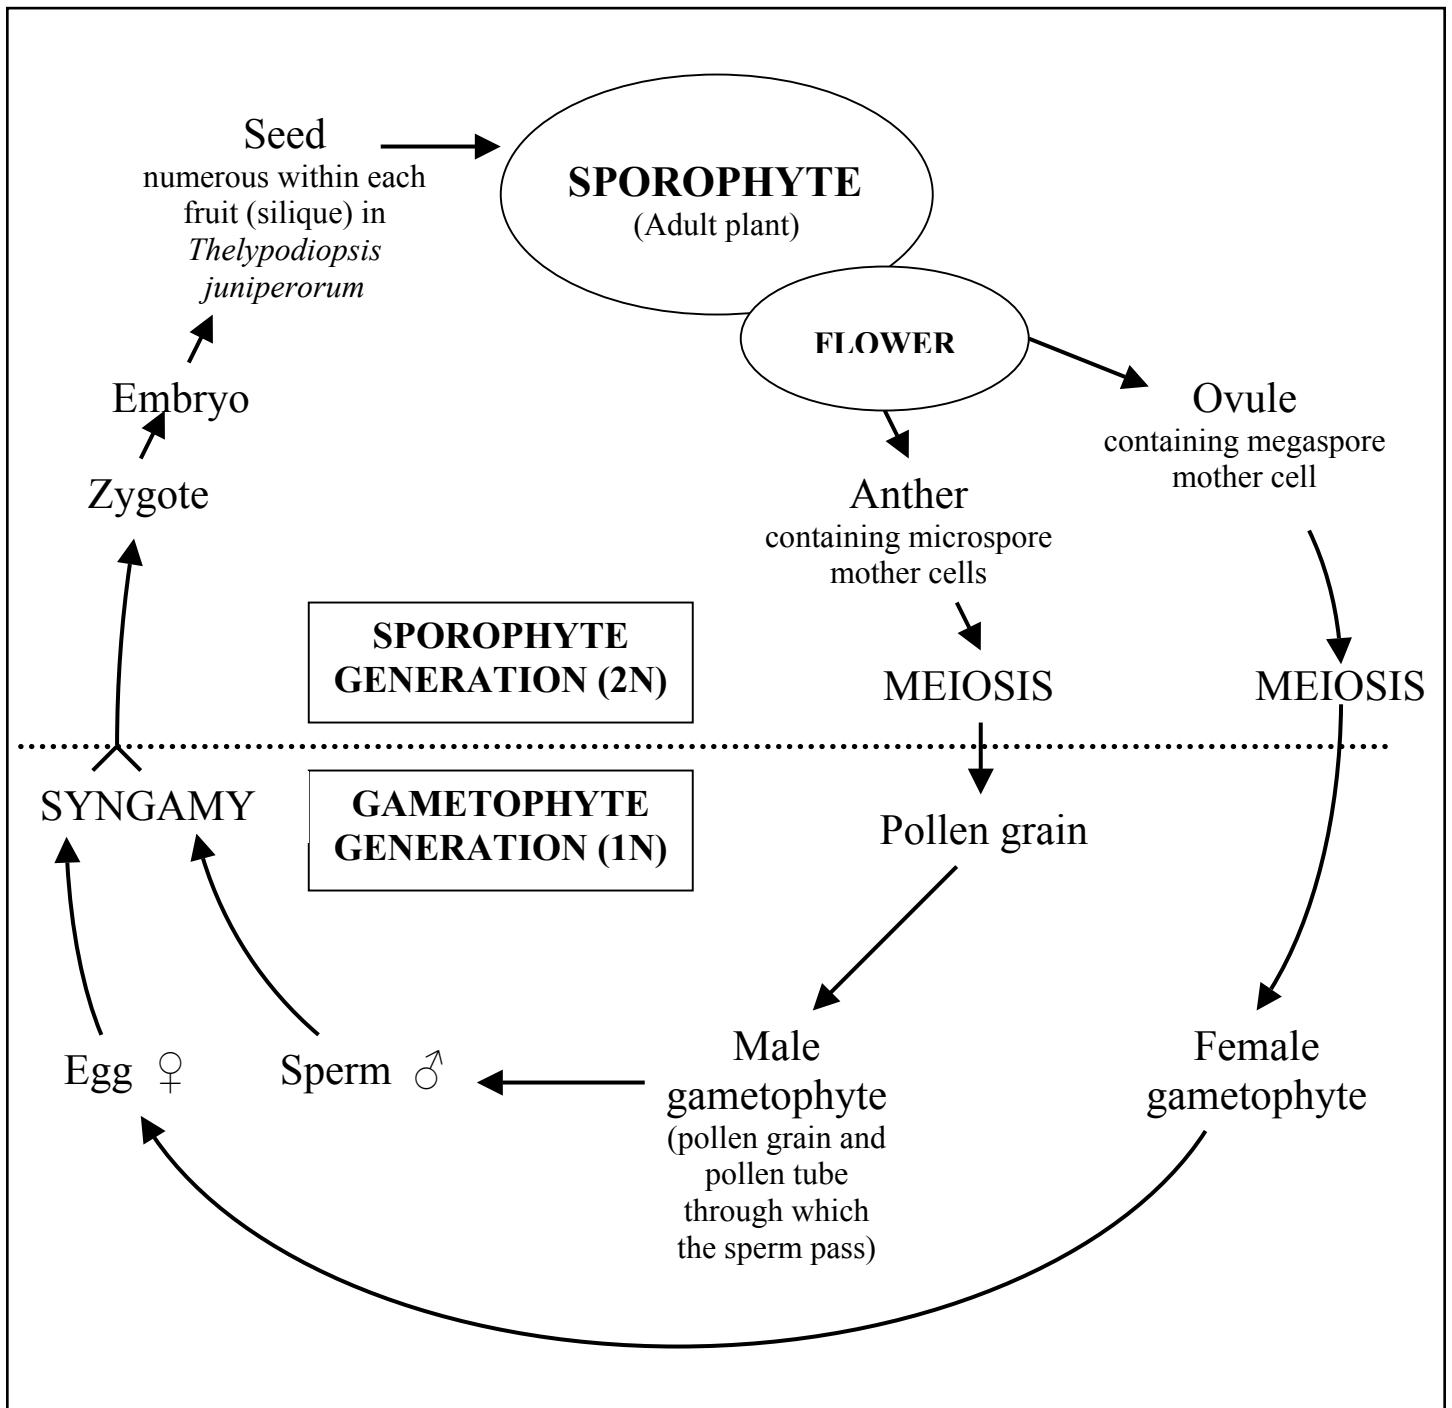 Seed
numerous within each
fruit (silique) in
Thelypodiopsis
juniperorum
SPOROPHYTE
(Adult plant)
FLOWER
Embryo
Zygote
Ovule
containing megaspore
mother cell
Anther
containing microspore
mother cells
SPOROPHYTE
GENERATION (2N)
MEIOSIS
MEIOSIS
SYNGAMY
GAMETOPHYTE
GENERATION (1N)
Pollen grain
Egg ♀
Sperm ♂
Male
gametophyte
(pollen grain and
pollen tube
through which
the sperm pass)
Female
gametophyte